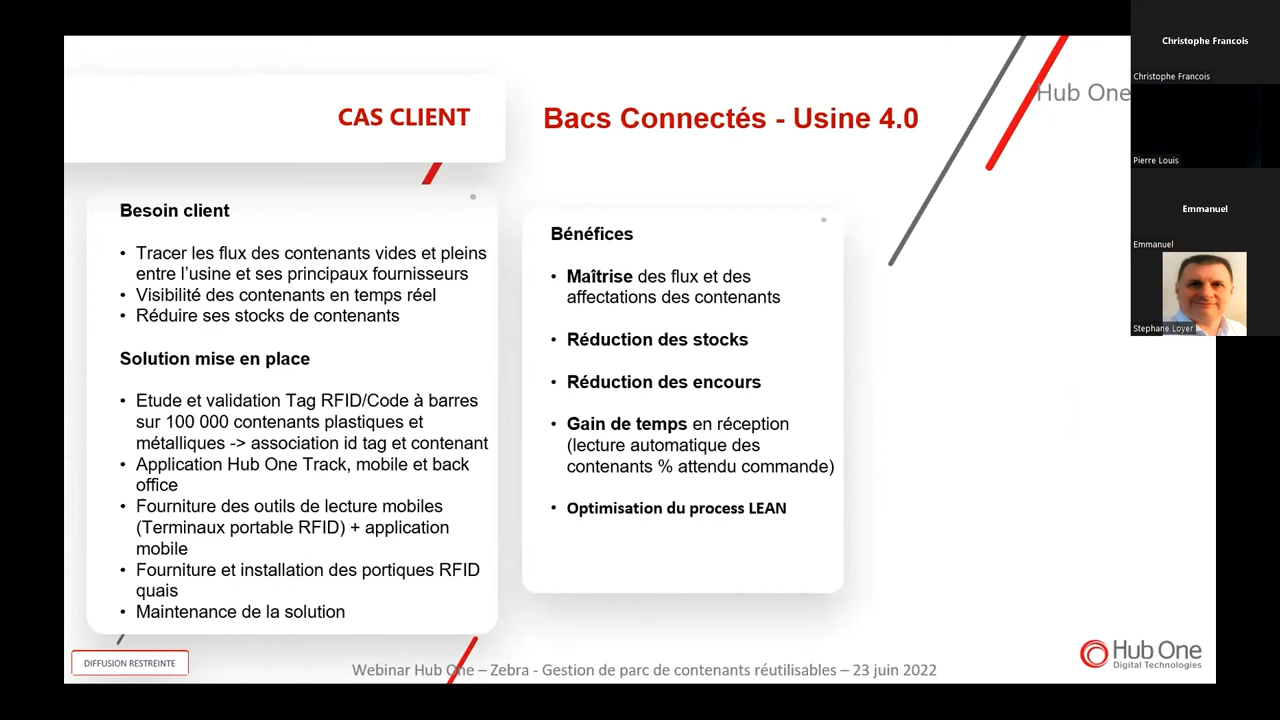 CAS CLIENT
Bacs Connectés - Usine 4.0
Hub One
Besoin client
• Tracer les flux des contenants vides et pleins
entre l'usine et ses principaux fournisseurs
• Visibilité des contenants en temps réel
• Réduire ses stocks de contenants
Solution mise en place
• Etude et validation Tag RFID/Code à barres
sur 100 000 contenants plastiques et
métalliques -> association id tag et contenant
• Application Hub One Track, mobile et back
office
• Fourniture des outils de lecture mobiles
(Terminaux portable RFID) + application
mobile
• Fourniture et installation des portiques RFID
quais
• Maintenance de la solution
Bénéfices
• Maîtrise des flux et des
affectations des contenants
• Réduction des stocks
• Réduction des encours
• Gain de temps en réception
(lecture automatique des
contenants % attendu commande)
• Optimisation du process LEAN
Christophe Francois
Christophe Francois
Pierre Louis
Emmanuel
Emmanuel
Stephane Loyer
DIFFUSION RESTREINTE
Webinar Hub One – Zebra - Gestion de parc de contenants réutilisables – 23 juin 2022
Hub One
Digital Technologies